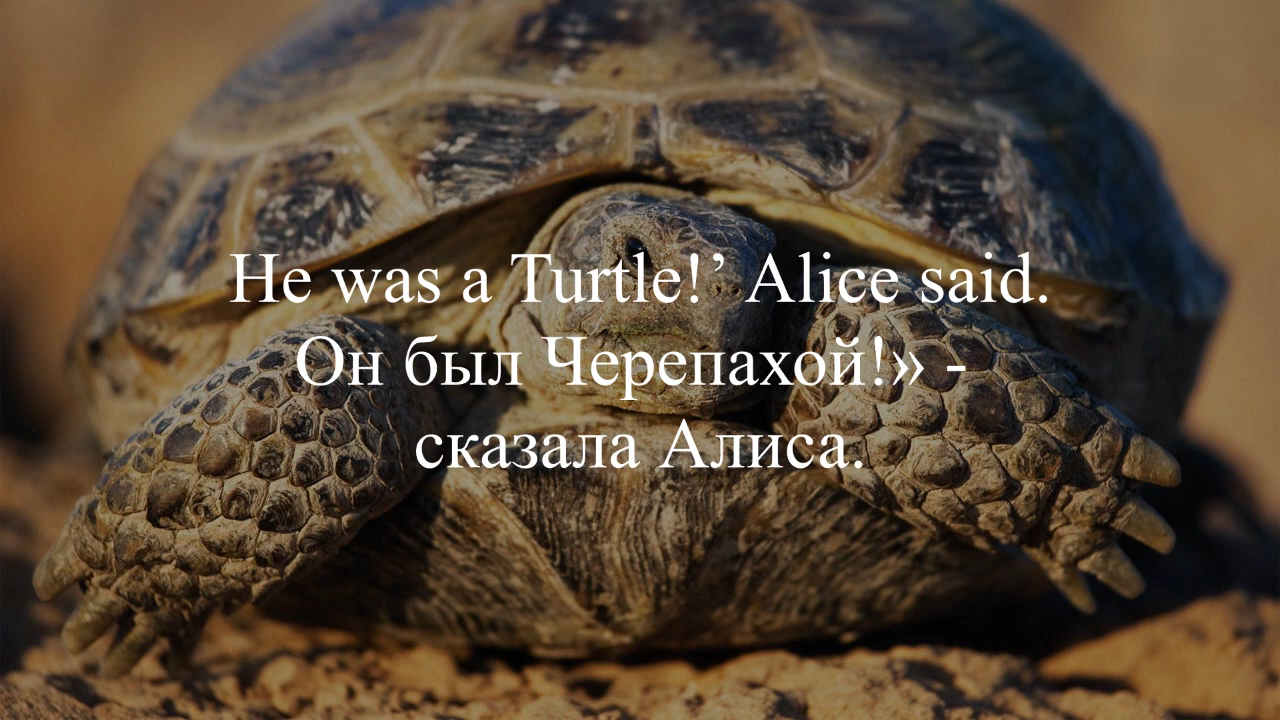 He was a Turtle!’ Alice said.
Он был Черепахой!» -
сказала Алиса.